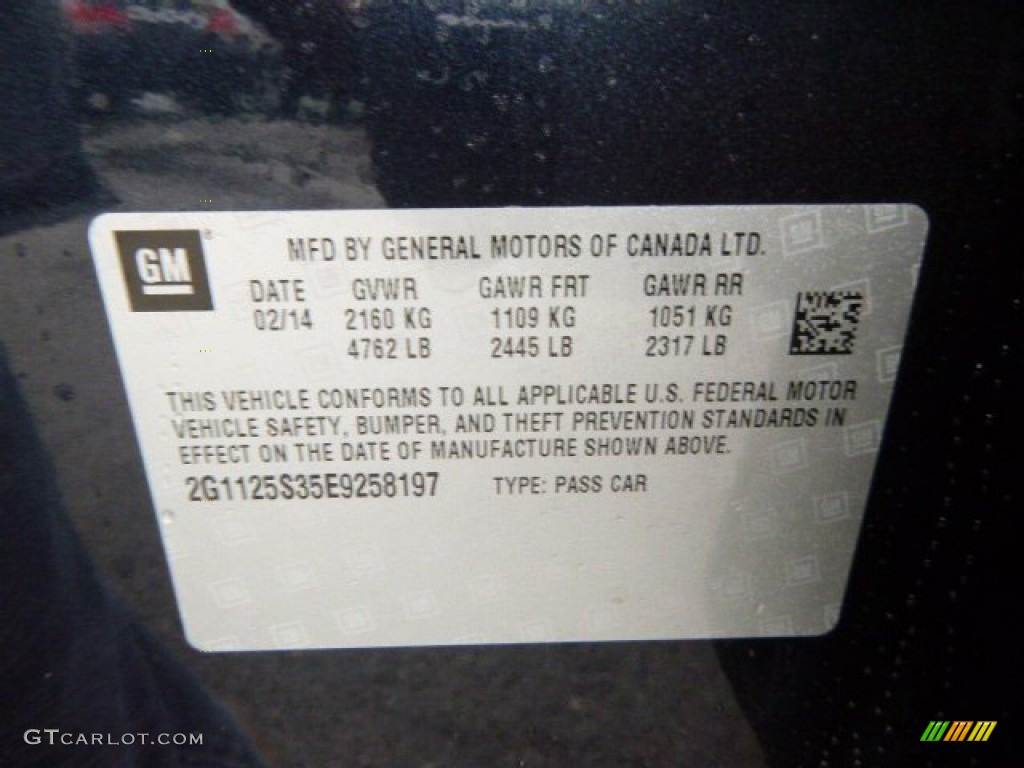 GM®
MFD BY GENERAL MOTORS OF CANADA LTD.
DATE GVWR GAWR FRT GAWR RR
02/14 2160 KG 1109 KG 1051 KG
4762 LB 2445 LB 2317 LB
THIS VEHICLE CONFORMS TO ALL APPLICABLE U.S. FEDERAL MOTOR
VEHICLE SAFETY, BUMPER, AND THEFT PREVENTION STANDARDS IN
EFFECT ON THE DATE OF MANUFACTURE SHOWN ABOVE.
2G1125S35E9258197 TYPE: PASS CAR
GTCARLOT.COM